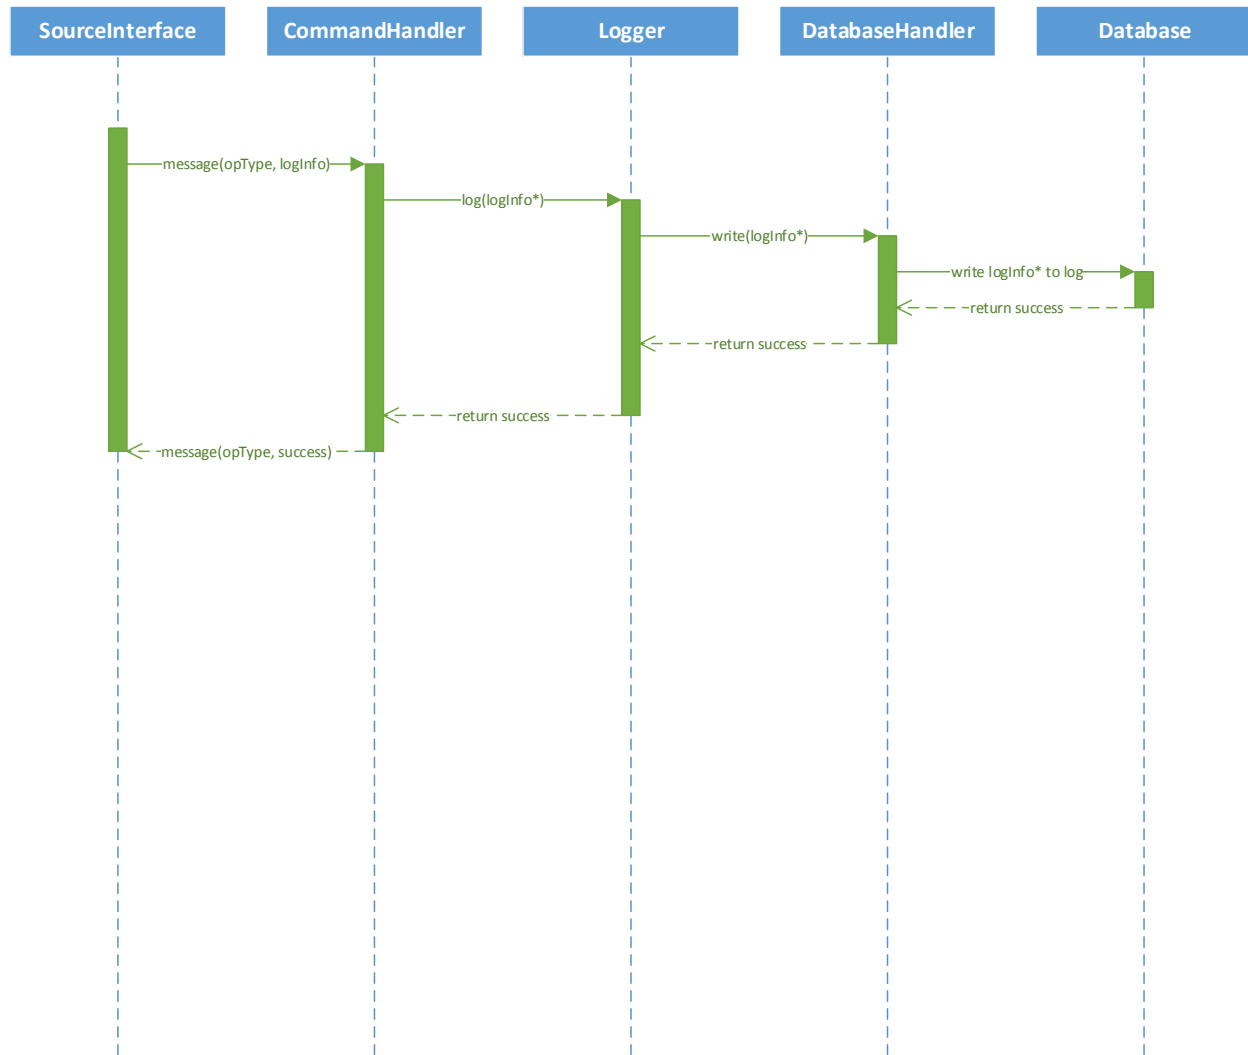 SourceInterface
CommandHandler
Logger
DatabaseHandler
Database
message(opType, logInfo)
log(logInfo*)
write(logInfo*)
write logInfo* to log
return success
return success
return success
message(opType, success)